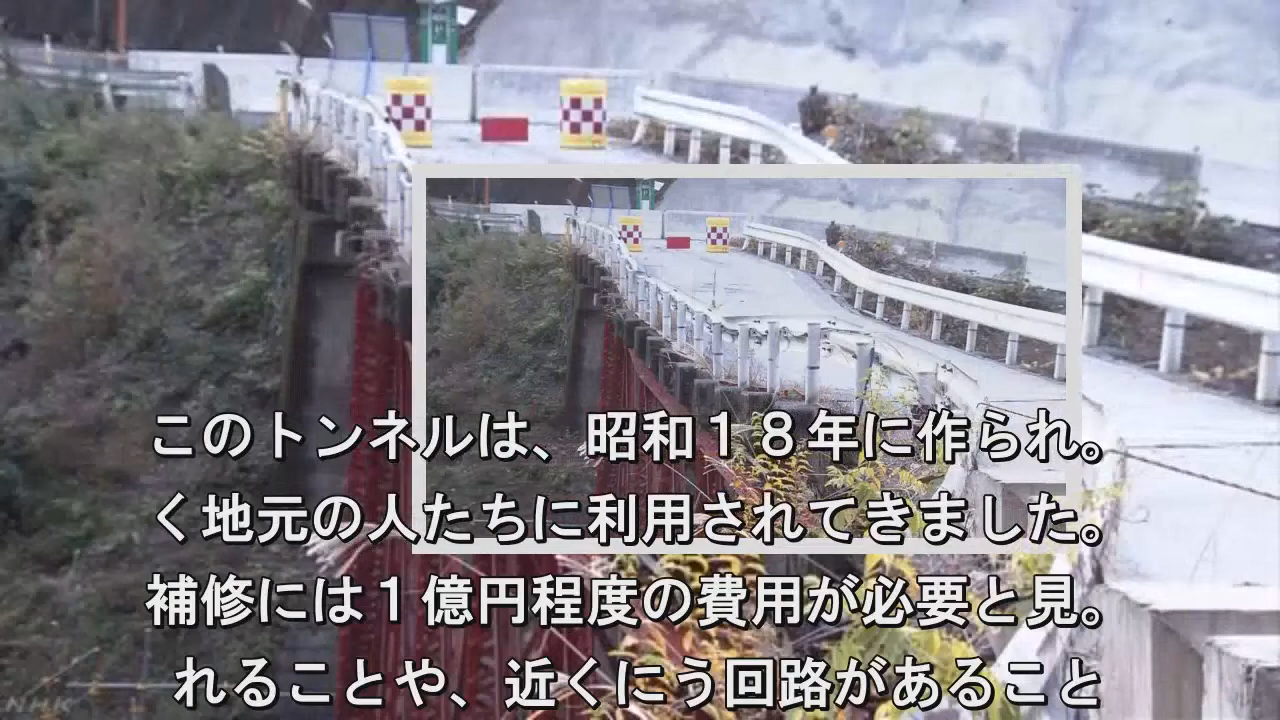 このトンネルは、昭和１８年に作られ。
く地元の人たちに利用されてきました。
補修には１億円程度の費用が必要と見。
れることや、近くにう回路があること
NHK